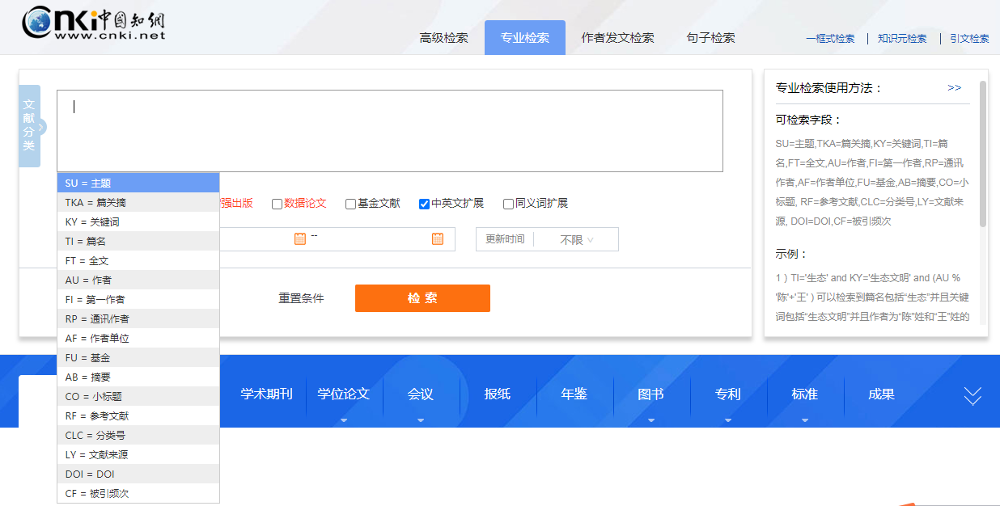 CNKI中国知网
www.cnki.net
高级检索 专业检索 作者发文检索 句子检索 一框式检索 知识元检索 引文检索
文献分类
SU = 主题
TKA = 篇关摘
KY = 关键词
TI = 篇名
FT = 全文
AU = 作者
FI = 第一作者
RP = 通讯作者
AF = 作者单位
FU = 基金
AB = 摘要
CO = 小标题
RF = 参考文献
CLC = 分类号
LY = 文献来源
DOI = DOI
CF = 被引频次
强出版 数据论文 基金文献 中英文扩展 同义词扩展
-- 更新时间 不限
重置条件 检 索
专业检索使用方法： >>
可检索字段：
SU=主题,TKA=篇关摘,KY=关键词,TI=篇
名,FT=全文,AU=作者,FI=第一作者,RP=通讯
作者,AF=作者单位,FU=基金,AB=摘要,CO=小
标题, RF=参考文献,CLC=分类号,LY=文献来
源, DOI=DOI,CF=被引频次
示例：
1）TI='生态' and KY='生态文明' and (AU %
'陈'+'王' ) 可以检索到篇名包括“生态”并且关键
词包括“生态文明”并且作者为“陈”姓和“王”姓的
学术期刊 学位论文 会议 报纸 年鉴 图书 专利 标准 成果